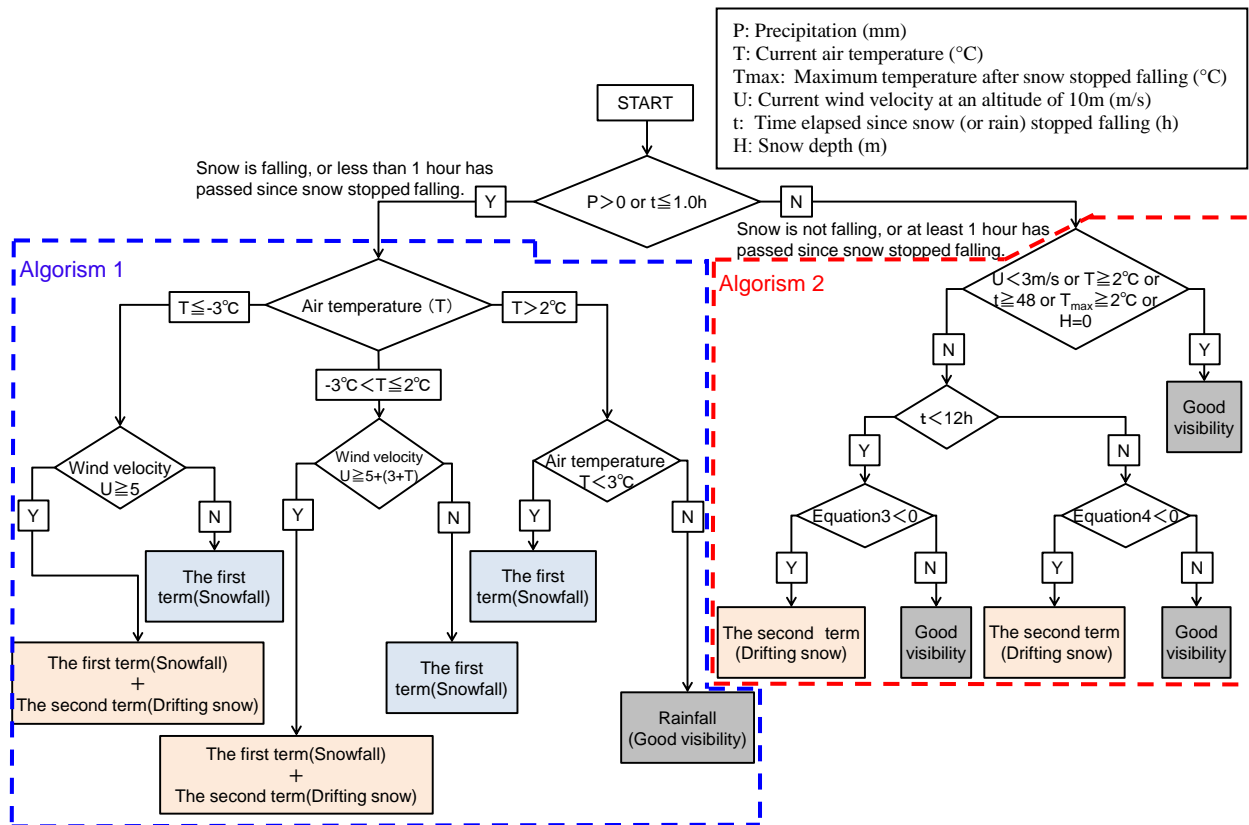 P: Precipitation (mm)
T: Current air temperature (°C)
Tmax: Maximum temperature after snow stopped falling (°C)
U: Current wind velocity at an altitude of 10m (m/s)
t: Time elapsed since snow (or rain) stopped falling (h)
H: Snow depth (m)
START
Snow is falling, or less than 1 hour has
passed since snow stopped falling.
Y
P＞0 or t≦1.0h
N
Snow is not falling, or at least 1 hour has
passed since snow stopped falling.
Algorism 1
T≦-3℃
Air temperature (T)
T＞2℃
-3℃＜T≦2℃
Wind velocity
U≧5
Y
N
Wind velocity
U≧5+(3+T)
Y
N
Air temperature
T＜3℃
Y
N
The first
term(Snowfall)
The first
term(Snowfall)
The first term(Snowfall)
+
The second term(Drifting snow)
The first
term(Snowfall)
Rainfall
(Good visibility)
The first term(Snowfall)
+
The second term(Drifting snow)
Algorism 2
U＜3m/s or T≧2℃ or
t≧48 or Tmax≧2℃ or
H=0
N
Y
Good
visibility
t＜12h
Y
N
Equation3＜0
Equation4＜0
Y
N
Y
N
The second term
(Drifting snow)
Good
visibility
The second term
(Drifting snow)
Good
visibility